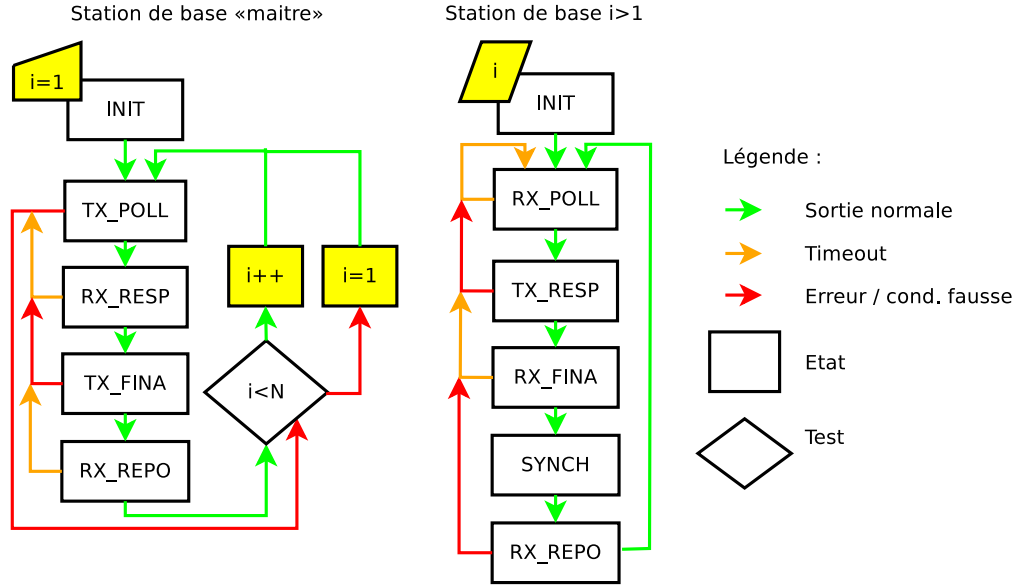 Station de base «maitre»
i=1
INIT
TX_POLL
RX_RESP
TX_FINA
RX_REPO
i++
i=1
i<N
Station de base i>1
i
INIT
RX_POLL
TX_RESP
RX_FINA
SYNCH
RX_REPO
Légende :
Sortie normale
Timeout
Erreur / cond. fausse
Etat
Test